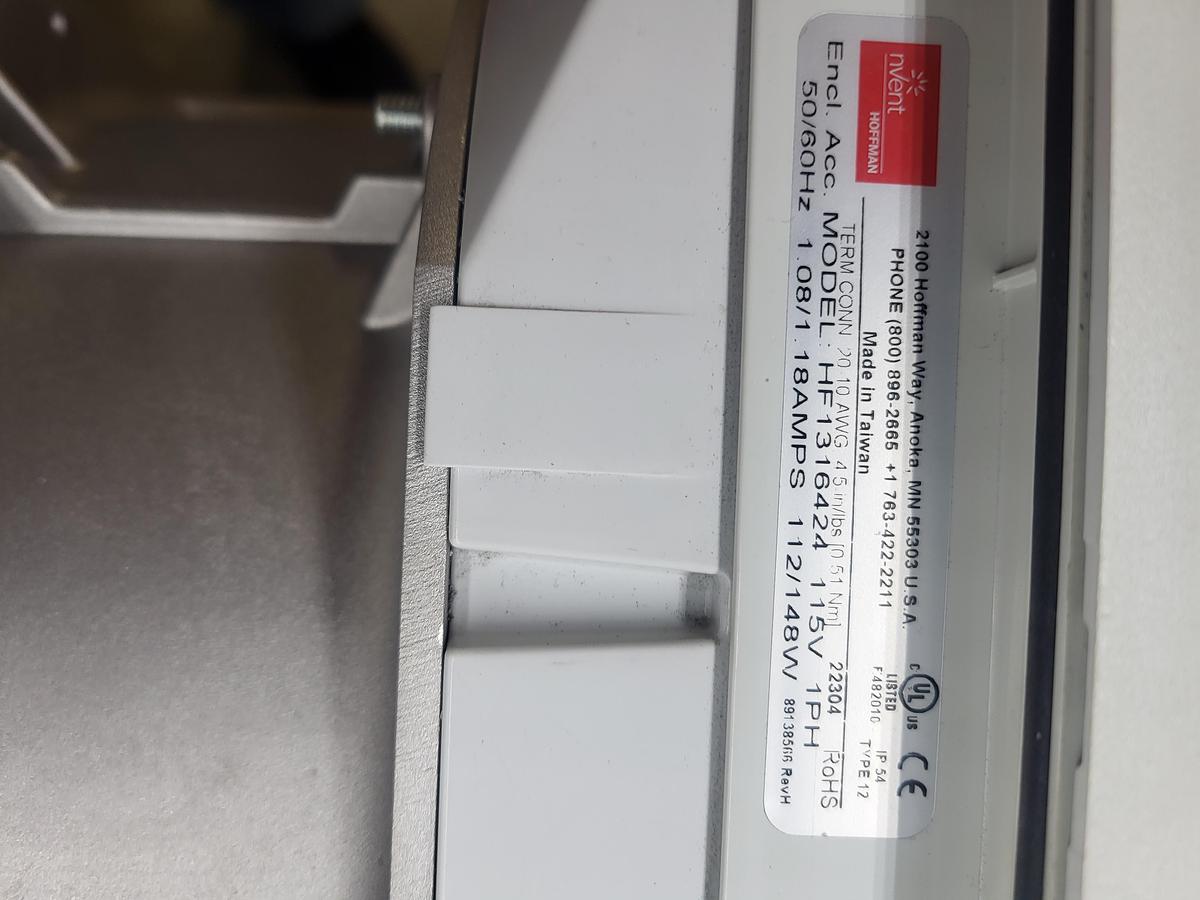 nVent
HOFFMAN
2100 Hoffman Way, Anoka, MN 55303 U.S.A.
PHONE (800) 896-2665 +1 763-422-2211
Made in Taiwan
c UL US
LISTED
CE
IP 54
TYPE 12
TERM CONN 20-10 AWG 4.5 in/lbs [0.51 Nm] 22304 RoHS
Encl. Acc. MODEL: HF1316424 115V 1PH
50/60Hz 1.08/1.18AMPS 112/148W 89138566 RevH